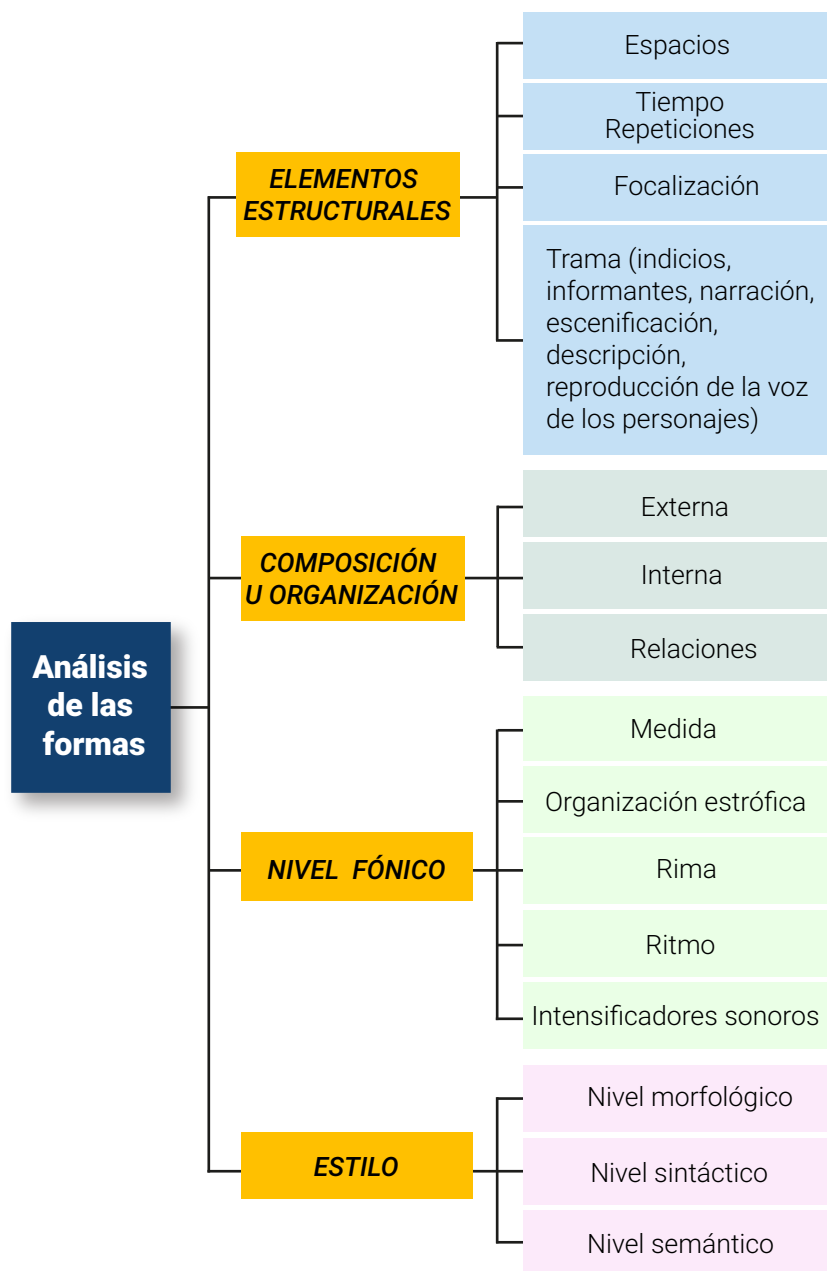 Análisis
de las
formas
ELEMENTOS
ESTRUCTURALES
Espacios
Tiempo
Repeticiones
Focalización
Trama (indicios,
informantes, narración,
escenificación,
descripción,
reproducción de la voz
de los personajes)
COMPOSICIÓN
U ORGANIZACIÓN
Externa
Interna
Relaciones
NIVEL FÓNICO
Medida
Organización estrófica
Rima
Ritmo
Intensificadores sonoros
ESTILO
Nivel morfológico
Nivel sintáctico
Nivel semántico